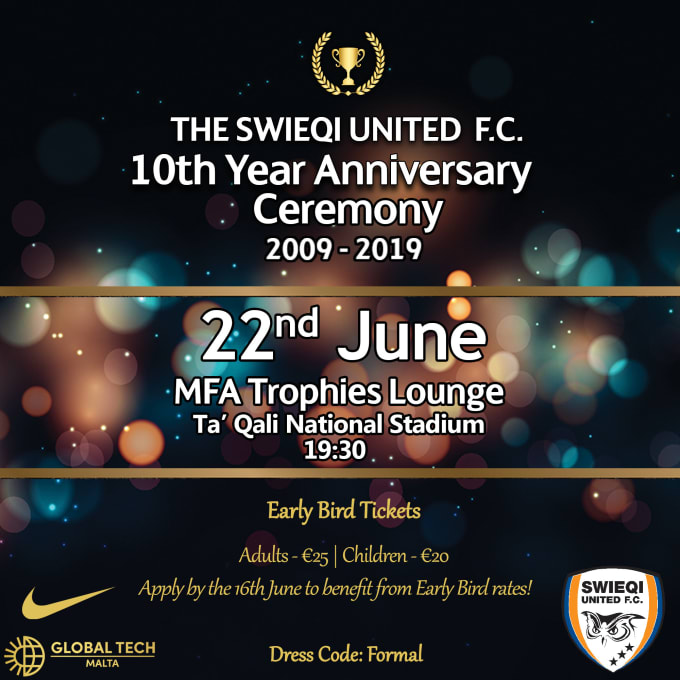 THE SWIEQI UNITED F.C.
10th Year Anniversary
Ceremony
2009 - 2019
22nd June
MFA Trophies Lounge
Ta' Qali National Stadium
19:30
Early Bird Tickets
Adults - €25 | Children - €20
Apply by the 16th June to benefit from Early Bird rates!
SWIEQI
UNITED F.C.
GLOBAL TECH
MALTA
Dress Code: Formal